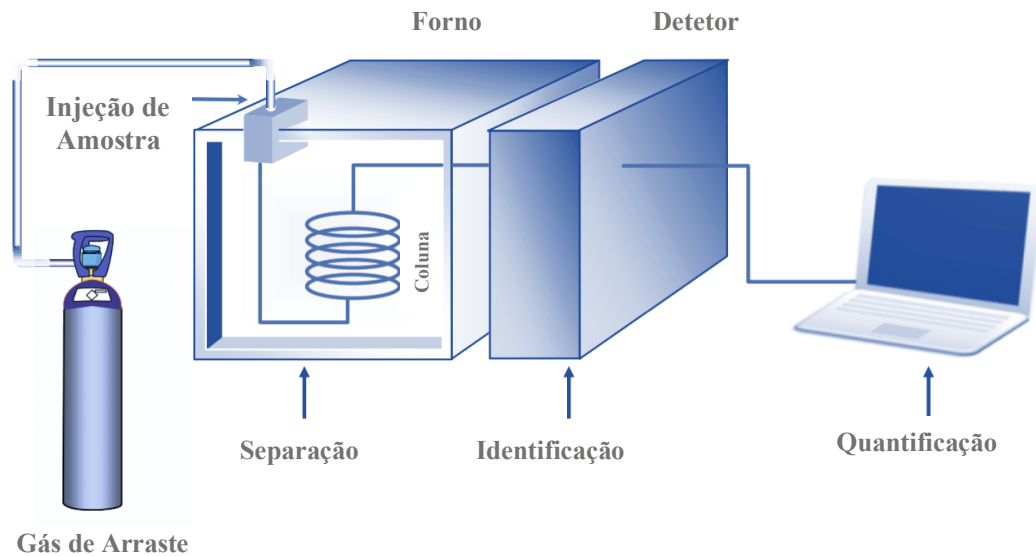 Forno
Detetor
Injeção de
Amostra
Coluna
Separação
Identificação
Quantificação
Gás de Arraste